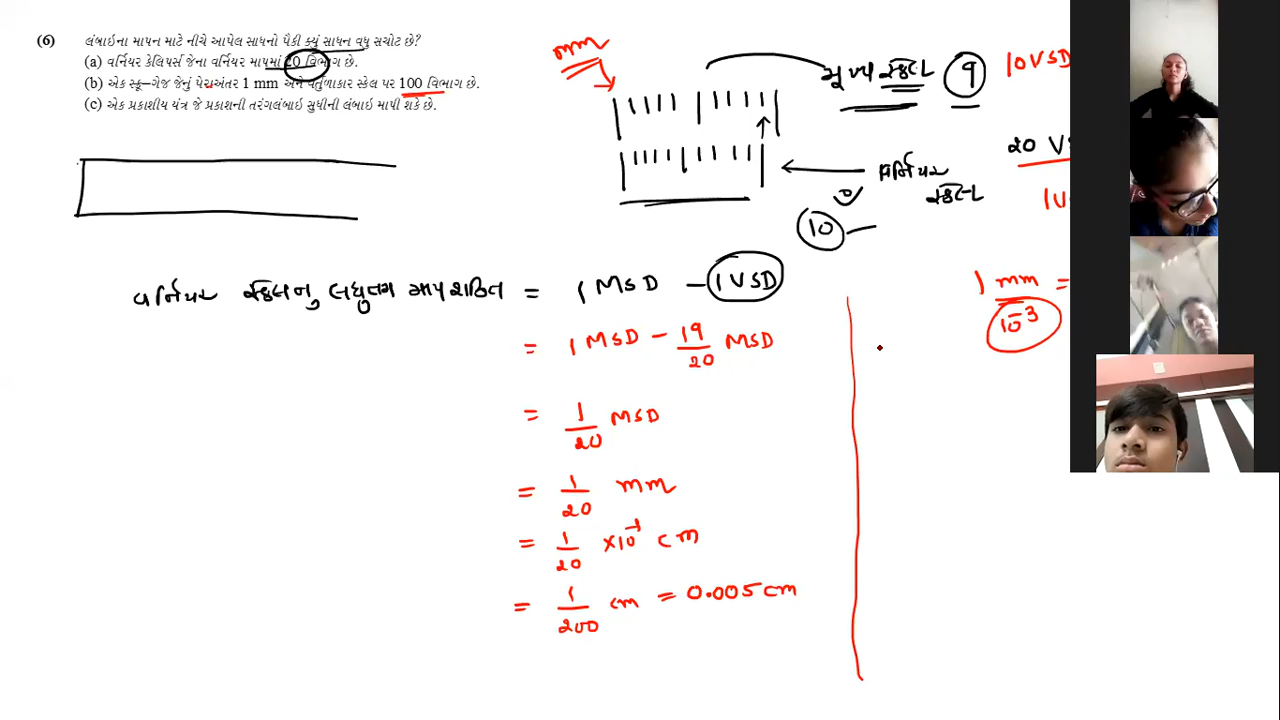 (6) લંબાઈના માપન માટે નીચે આપેલ સાધનો પૈકી ક્યું સાધન વધુ સચોટ છે?
(a) વર્નિયર કેલિપર્સ જેના વર્નિયર માપમાં 20 વિભાગ છે.
(b) એક સ્ક્રૂ-ગેજ જેનું પેચઅંતર 1 mm અને વર્તુળાકાર સ્કેલ પર 100 વિભાગ છે.
(c) એક પ્રકાશીય યંત્ર જે પ્રકાશની તરંગલંબાઈ સુધીની લંબાઈ માપી શકે છે.
mm
મુખ્ય સ્કેલ 9
10 VSD
20 VS
વર્નિયર
સ્કેલ
10
વર્નિયર સ્કેલનુ લઘુતમ માપ શક્તિ = 1 MSD - 1 VSD
= 1 MSD - 19/20 MSD
= 1/20 MSD
= 1/20 mm
= 1/20 ×10⁻¹ cm
= 1/200 cm = 0.005 cm
1 mm =
10⁻³